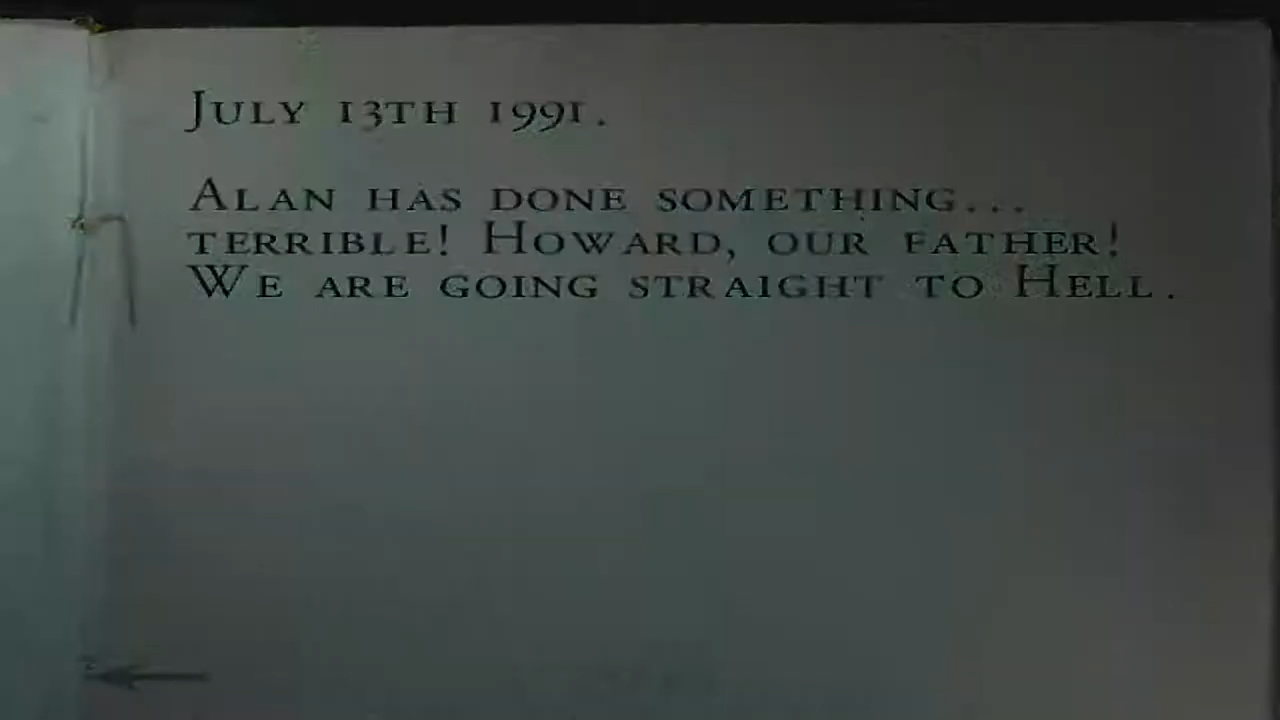 July 13th 1991.
Alan has done something...
terrible! Howard, our father!
We are going straight to Hell.